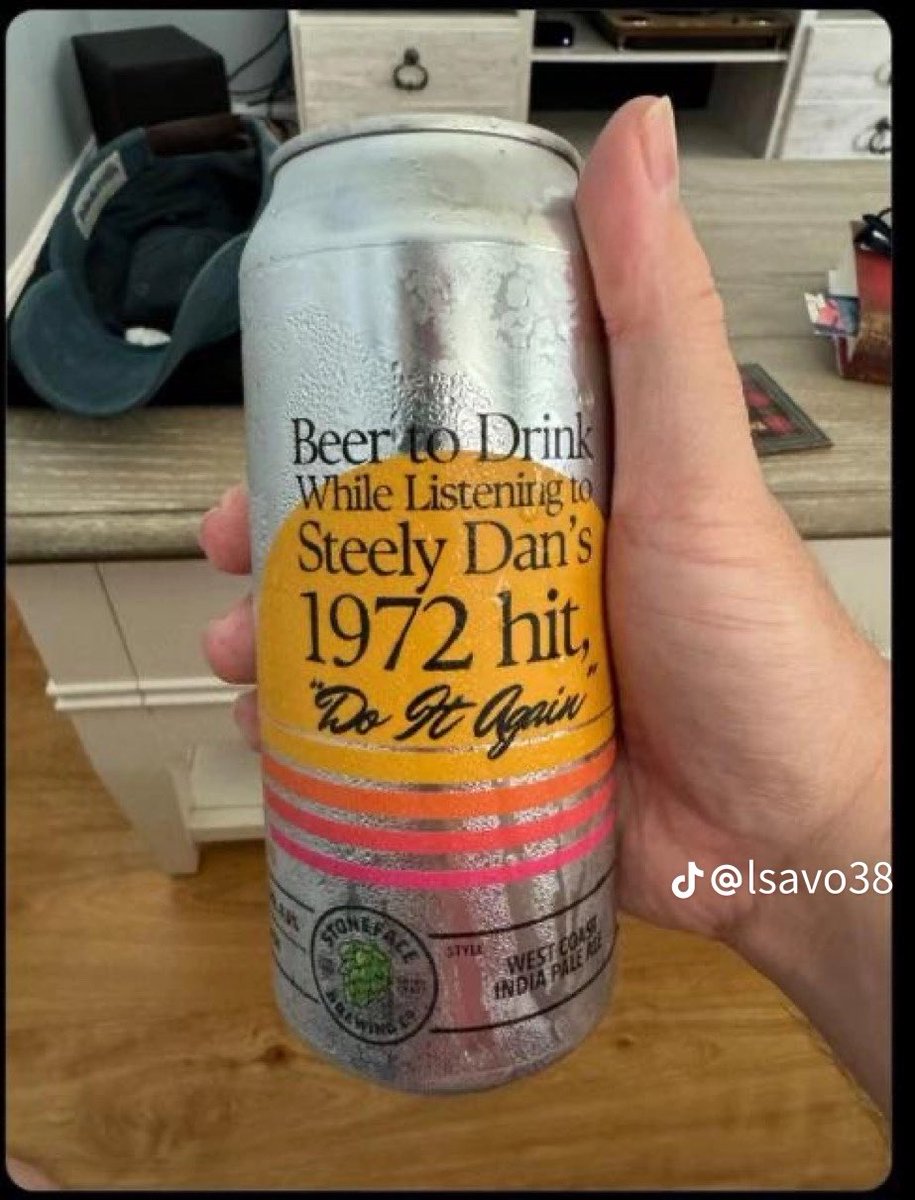 Beer to Drink
While Listening to
Steely Dan's
1972 hit,
"Do It Again"
STONEFACE
BREWING CO
STYLE
WEST COAST
INDIA PALE ALE
@lsavo38